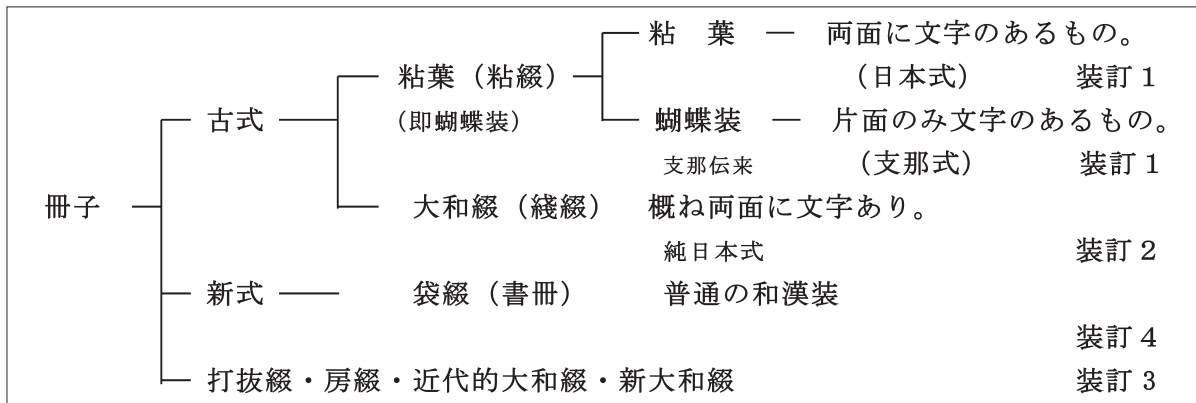 粘　葉 ― 両面に文字のあるもの。
粘葉（粘綴） （日本式） 装訂1
古式 （即蝴蝶装） 蝴蝶装 ― 片面のみ文字のあるもの。
支那伝来 （支那式） 装訂1
冊子 大和綴（綫綴） 概ね両面に文字あり。
純日本式 装訂2
新式 袋綴（書冊） 普通の和漢装
装訂4
打抜綴・房綴・近代的大和綴・新大和綴 装訂3